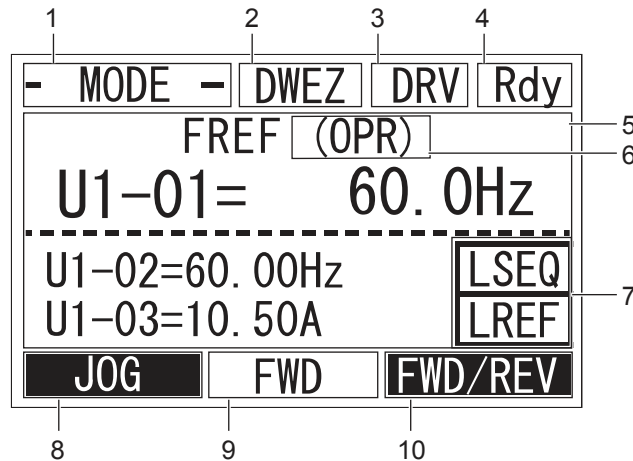 1 2 3 4
- MODE - DWEZ DRV Rdy
FREF (OPR) 5
6
U1-01= 60.0Hz
U1-02=60.00Hz LSEQ
7
U1-03=10.50A LREF
JOG FWD FWD/REV
8 9 10